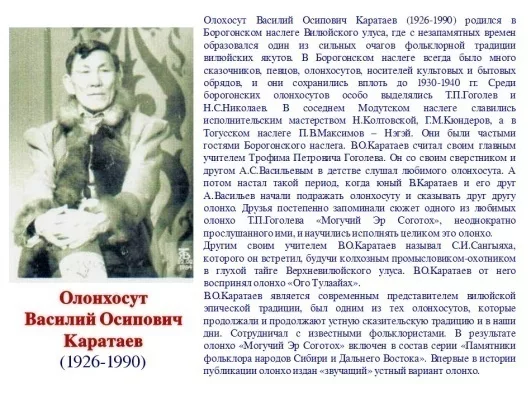 Олохосут Василий Осипович Каратаев (1926-1990) родился в
Борогонском наслеге Вилюйского улуса, где с незапамятных времен
образовался один из сильных очагов фольклорной традиции
вилюйских якутов. В Борогонском наслеге всегда было много
сказочников, певцов, олонхосутов, носителей культовых и бытовых
обрядов, и они сохранились вплоть до 1930-1940 гг. Среди
борогонских олонхосутов особо выделялись Т.П.Гоголев и
Н.С.Николаев. В соседнем Модутском наслеге славились
исполнительским мастерством Н.Колтовской, Г.М.Кюндеров, а в
Тогусском наслеге П.В.Максимов – Нэгэй. Они были частыми
гостями Борогонского наслега. В.О.Каратаев считал своим главным
учителем Трофима Петровича Гоголева. Он со своим сверстником и
другом А.С.Васильевым в детстве слушал любимого олонхосута. А
потом настал такой период, когда юный В.Каратаев и его друг
А.Васильев начали подражать олонхосуту и сказывать друг другу
олонхо. Друзья постепенно запоминали сюжет одного из любимых
олонхо Т.П.Гоголева «Могучий Эр Соготох», неоднократно
прослушанного ими, и научились исполнять целиком это олонхо.
Другим своим учителем В.О.Каратаев называл С.И.Сангыяха,
которого он встретил, будучи колхозным промысловиком-охотником
в глухой тайге Верхневилюйского улуса. В.О.Каратаев от него
воспринял олонхо «Ого Тулаайах».
В.О.Каратаев является современным представителем вилюйской
эпической традиции, был одним из тех олонхосутов, которые
продолжали и продолжают устную сказительскую традицию и в наши
дни. Сотрудничал с известными фольклористами. В результате
олонхо «Могучий Эр Соготох» включен в состав серии «Памятники
фольклора народов Сибири и Дальнего Востока». Впервые в истории
публикации олонхо издан «звучащий» устный вариант олонхо.
Олонхосут
Василий Осипович
Каратаев
(1926-1990)